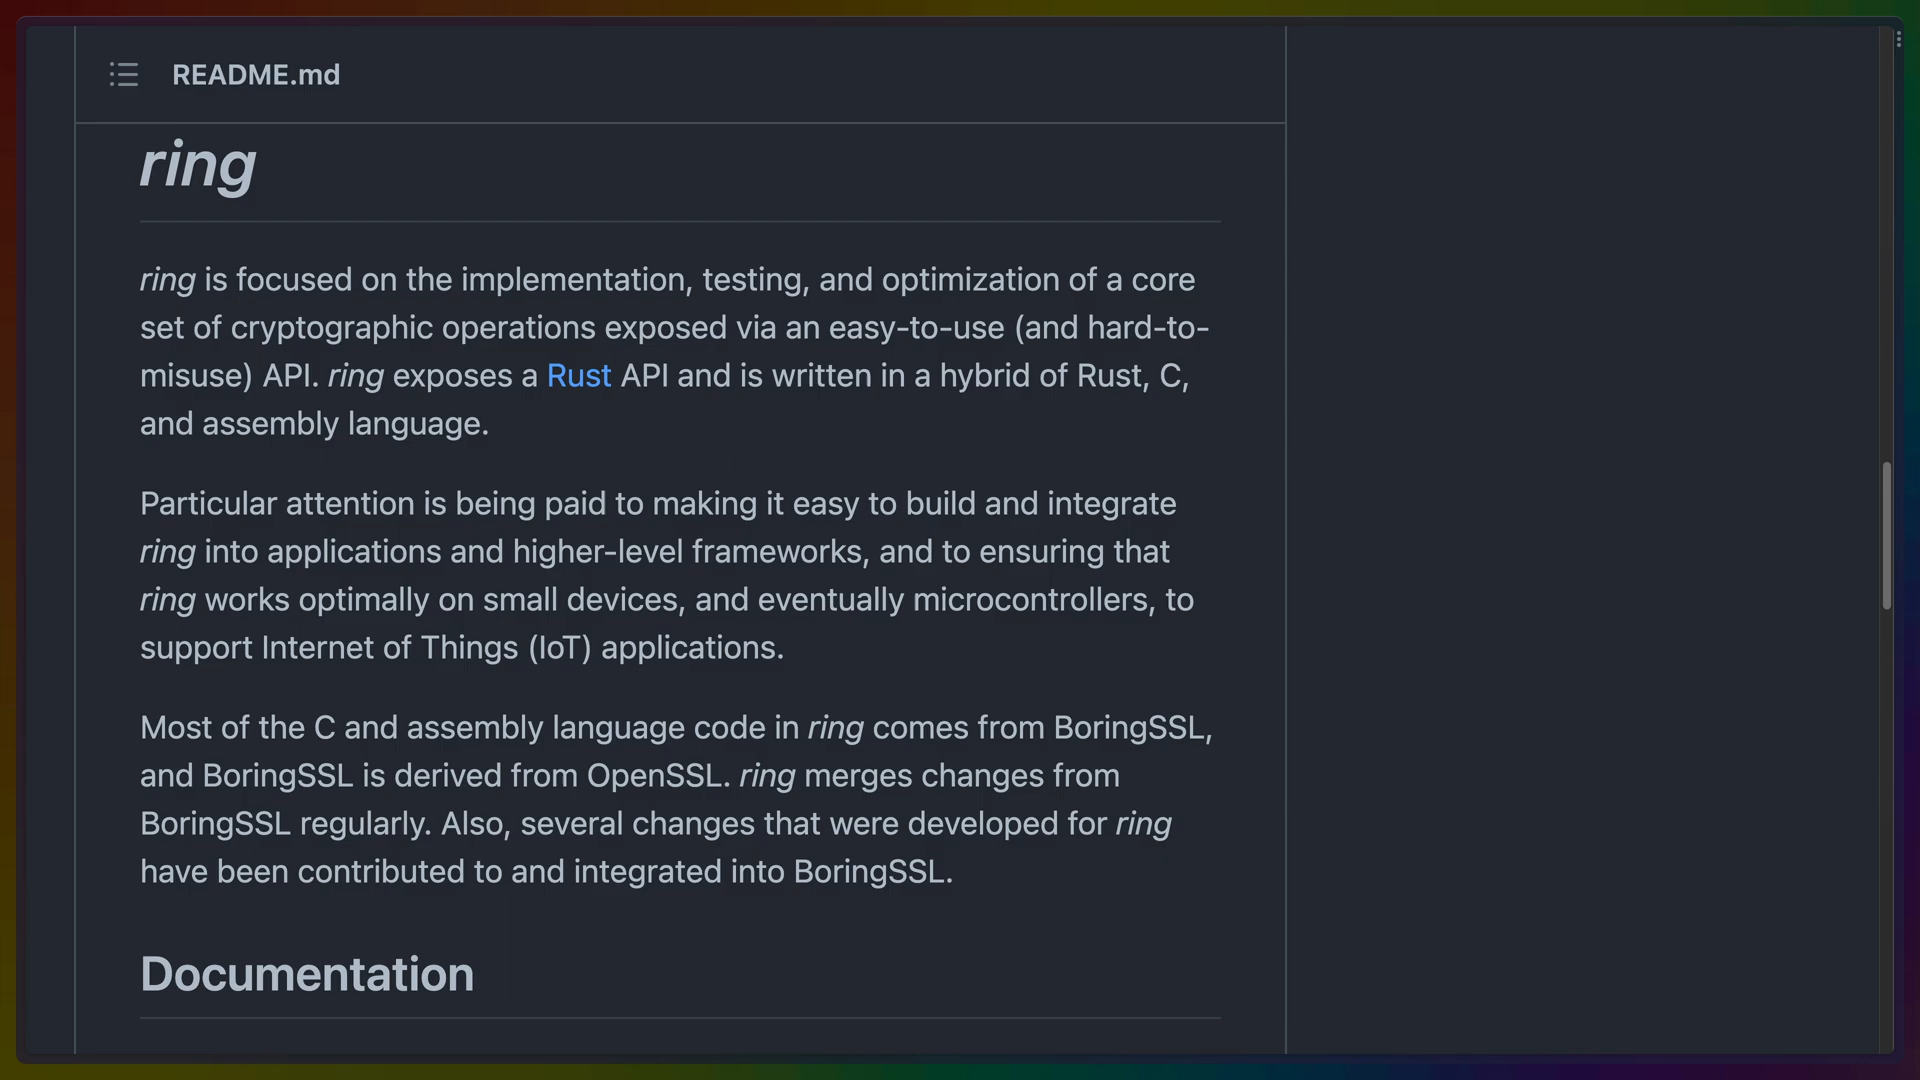 README.md
ring
ring is focused on the implementation, testing, and optimization of a core
set of cryptographic operations exposed via an easy-to-use (and hard-to-
misuse) API. ring exposes a Rust API and is written in a hybrid of Rust, C,
and assembly language.
Particular attention is being paid to making it easy to build and integrate
ring into applications and higher-level frameworks, and to ensuring that
ring works optimally on small devices, and eventually microcontrollers, to
support Internet of Things (IoT) applications.
Most of the C and assembly language code in ring comes from BoringSSL,
and BoringSSL is derived from OpenSSL. ring merges changes from
BoringSSL regularly. Also, several changes that were developed for ring
have been contributed to and integrated into BoringSSL.
Documentation